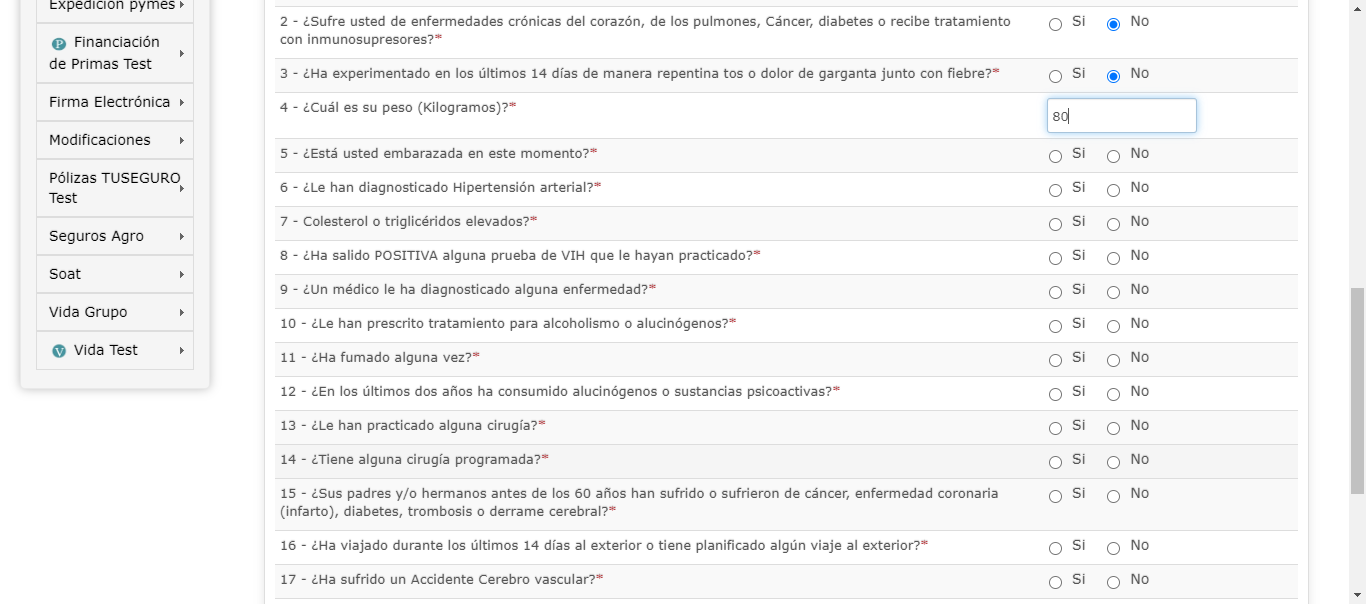 Expedición pymes
Financiación
de Primas Test
Firma Electrónica
Modificaciones
Pólizas TUSEGURO
Test
Seguros Agro
Soat
Vida Grupo
Vida Test
2 - ¿Sufre usted de enfermedades crónicas del corazón, de los pulmones, Cáncer, diabetes o recibe tratamiento
con inmunosupresores?* Si No
3 - ¿Ha experimentado en los últimos 14 días de manera repentina tos o dolor de garganta junto con fiebre?* Si No
4 - ¿Cuál es su peso (Kilogramos)?* 80
5 - ¿Está usted embarazada en este momento?* Si No
6 - ¿Le han diagnosticado Hipertensión arterial?* Si No
7 - Colesterol o triglicéridos elevados?* Si No
8 - ¿Ha salido POSITIVA alguna prueba de VIH que le hayan practicado?* Si No
9 - ¿Un médico le ha diagnosticado alguna enfermedad?* Si No
10 - ¿Le han prescrito tratamiento para alcoholismo o alucinógenos?* Si No
11 - ¿Ha fumado alguna vez?* Si No
12 - ¿En los últimos dos años ha consumido alucinógenos o sustancias psicoactivas?* Si No
13 - ¿Le han practicado alguna cirugía?* Si No
14 - ¿Tiene alguna cirugía programada?* Si No
15 - ¿Sus padres y/o hermanos antes de los 60 años han sufrido o sufrieron de cáncer, enfermedad coronaria
(infarto), diabetes, trombosis o derrame cerebral?* Si No
16 - ¿Ha viajado durante los últimos 14 días al exterior o tiene planificado algún viaje al exterior?* Si No
17 - ¿Ha sufrido un Accidente Cerebro vascular?* Si No